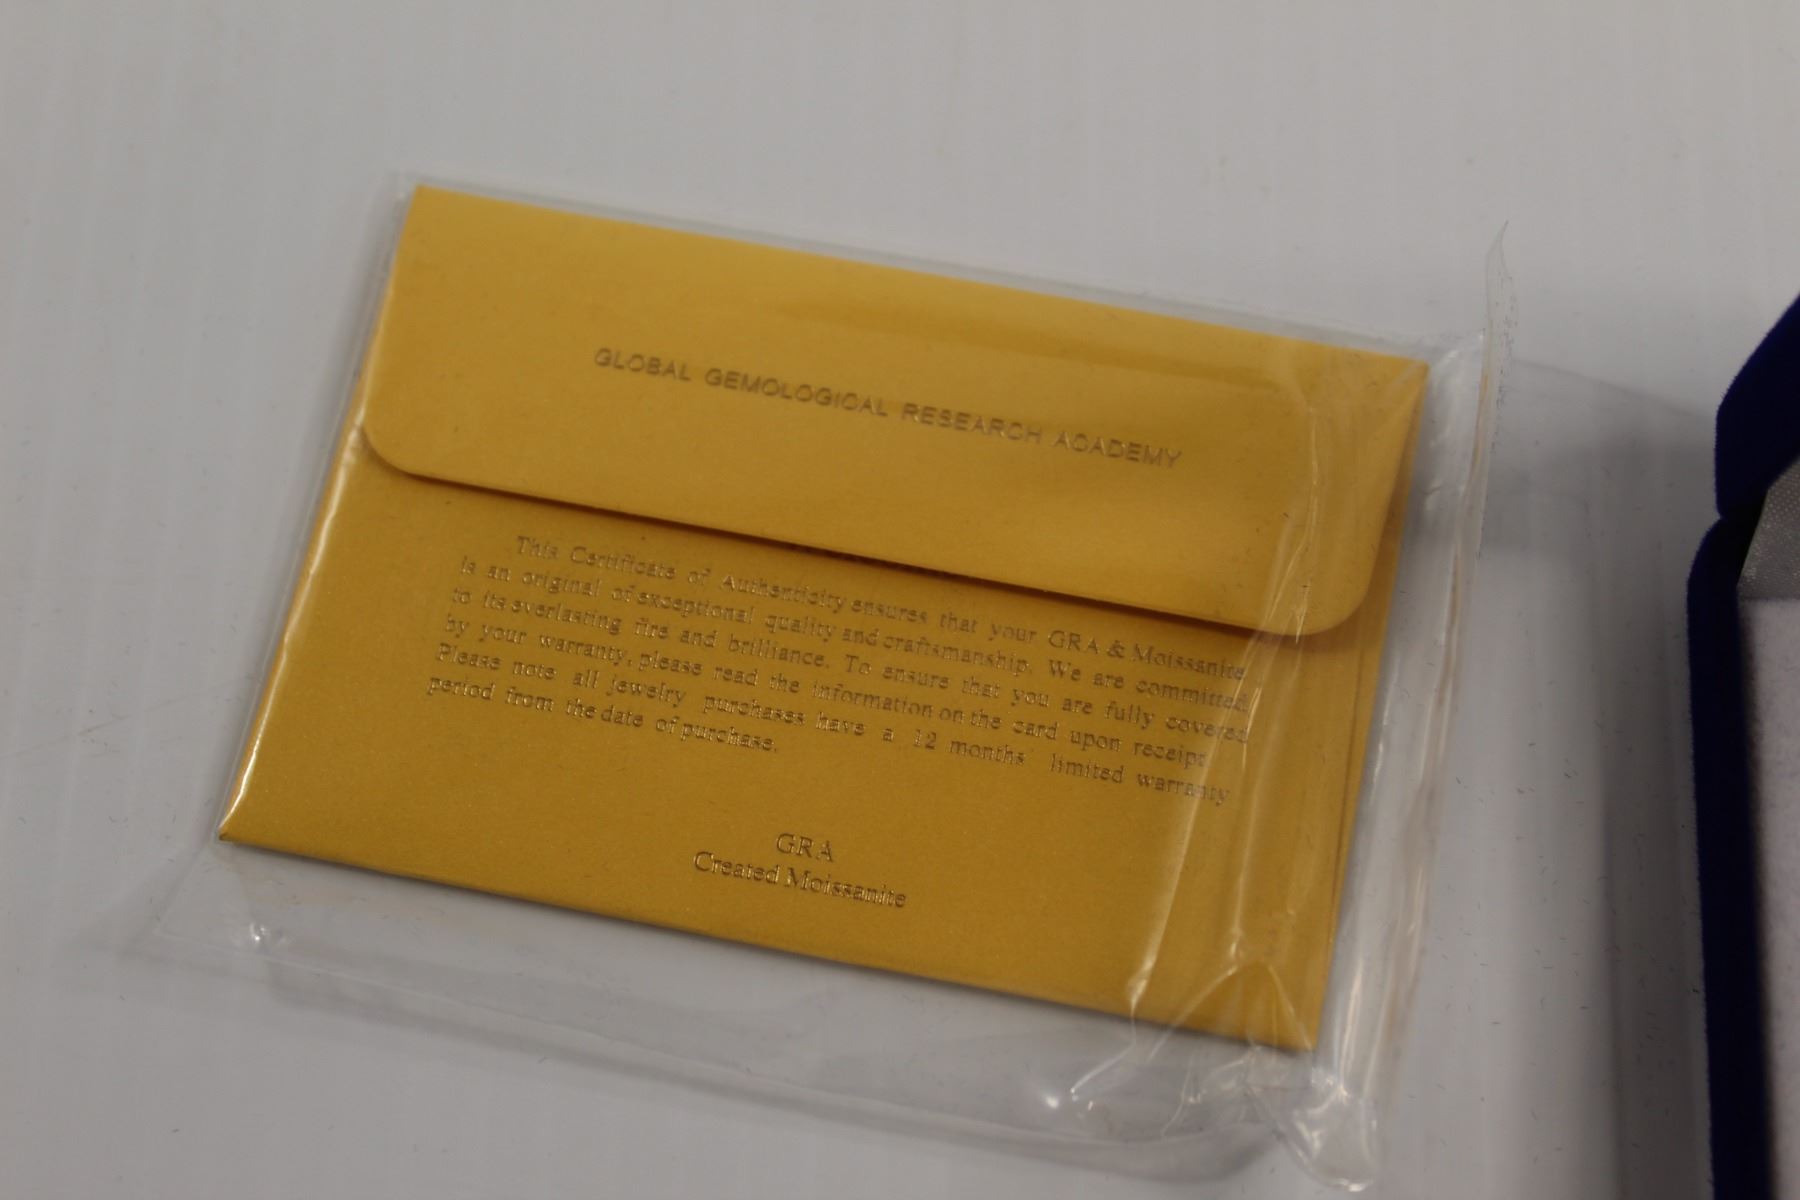 GLOBAL GEMOLOGICAL RESEARCH ACADEMY
This Certificate of Authenticity ensures that your GRA & Moissanite
is an original of exceptional quality and craftsmanship. We are committed
to its everlasting fire and brilliance. To ensure that you are fully covered
by your warranty, please read the information on the card upon receipt.
Please note all jewelry purchases have a 12 months' limited warranty
period from the date of purchase.
GRA
Created Moissanite